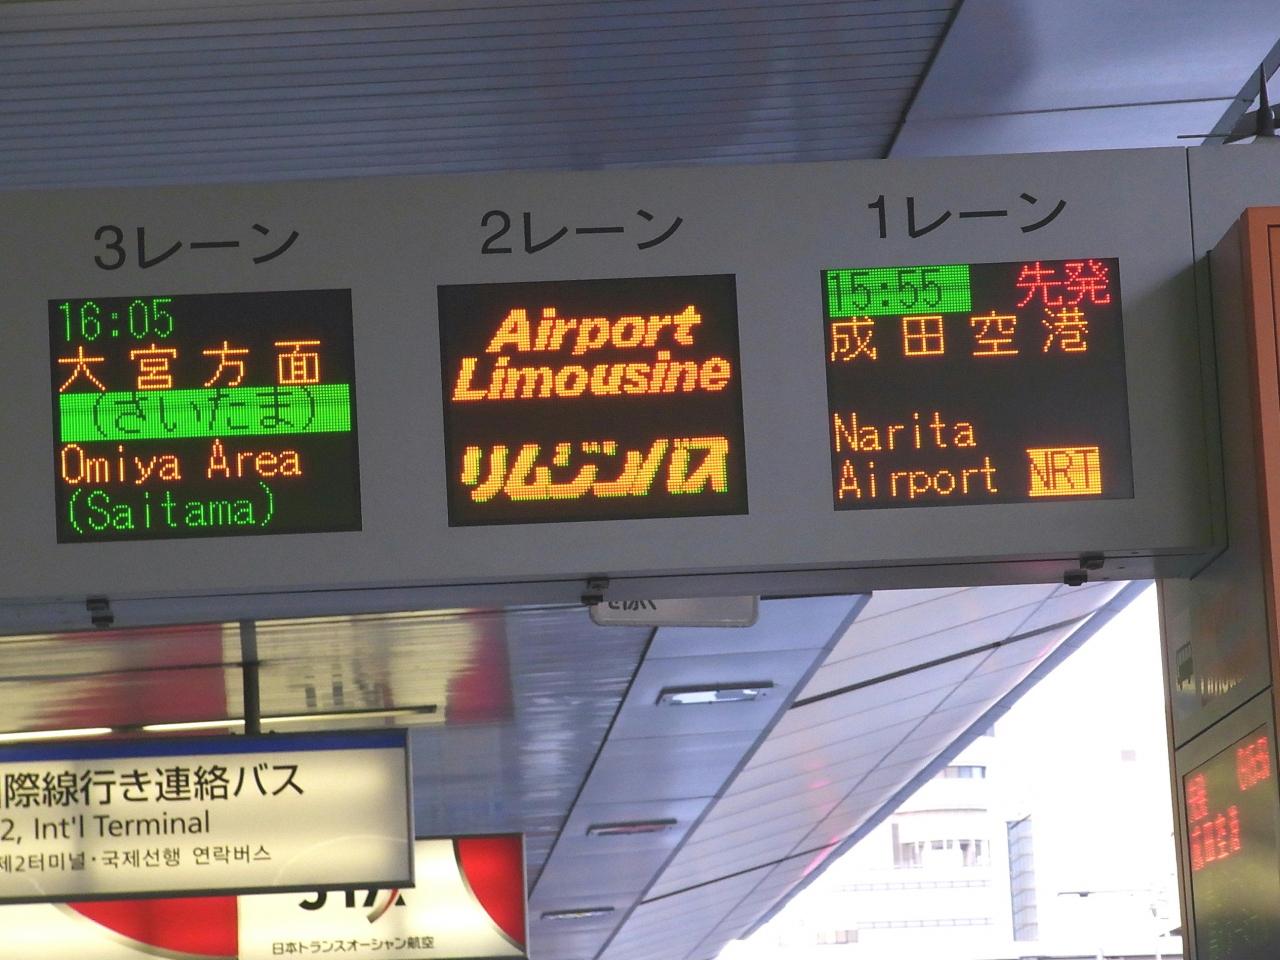 3レーン
16:05
大宮方面
(さいたま)
Omiya Area
(Saitama)
2レーン
Airport
Limousine
リムジンバス
1レーン
15:55 先発
成田空港
Narita
Airport NRT
を除く
際線行き連絡バス
2, Int'l Terminal
제2터미널・국제선행 연락버스
日本トランスオーシャン航空